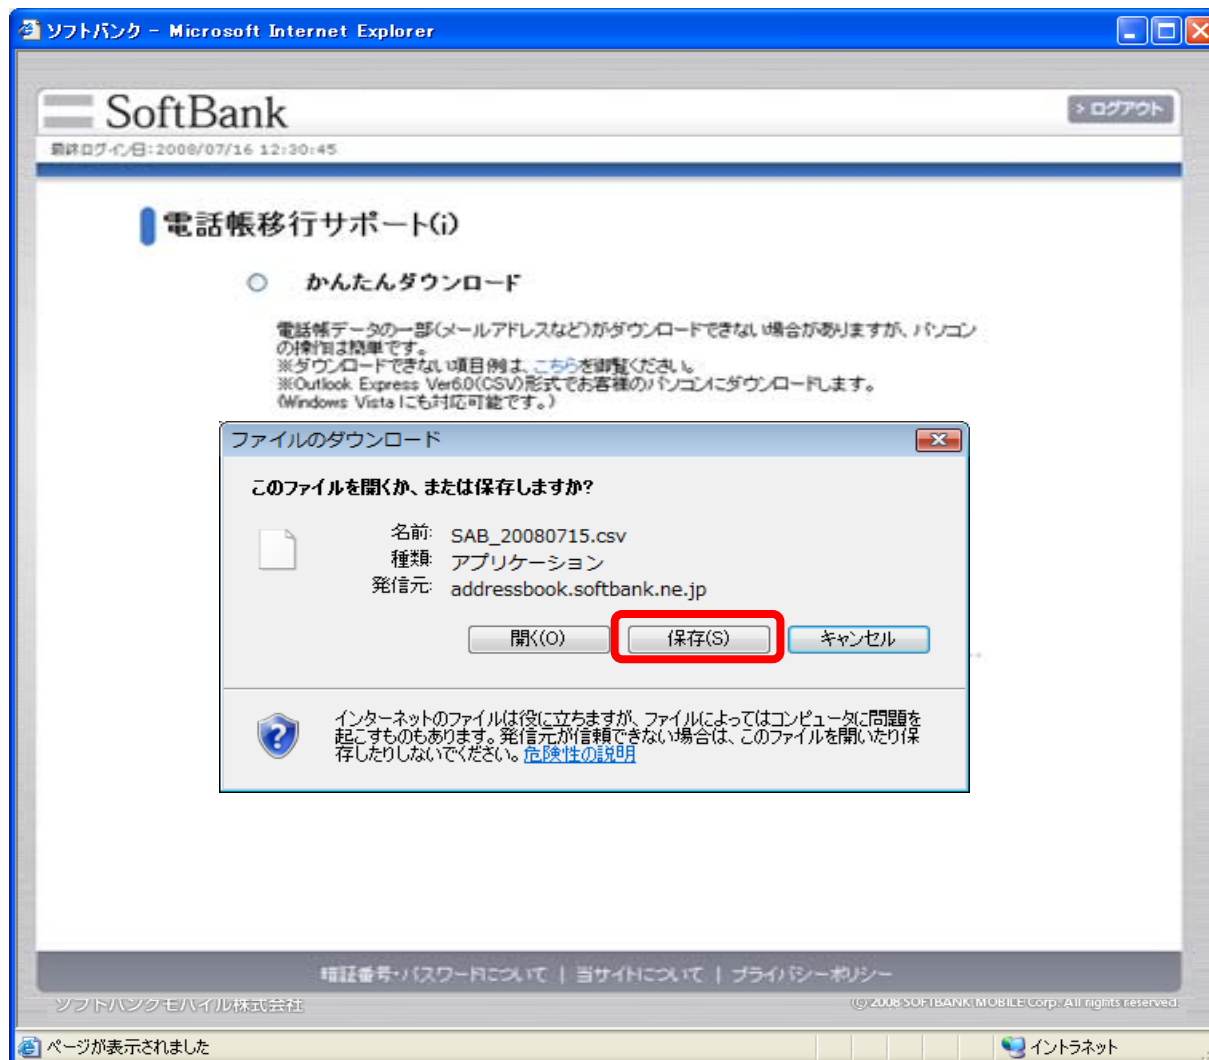 ソフトバンク - Microsoft Internet Explorer
SoftBank
> ログアウト
最終ログイン日：2008/07/16 12:30:45
電話帳移行サポート(i)
かんたんダウンロード
電話帳データの一部(メールアドレスなど)がダウンロードできない場合がありますが、パソコン
の操作は簡単です。
※ダウンロードできない項目例は、こちらを御覧ください。
※Outlook Express Ver6.0(CSV)形式でお客様のパソコンにダウンロードします。
(Windows Vista にも対応可能です。)
ファイルのダウンロード
このファイルを開くか、または保存しますか?
名前: SAB_20080715.csv
種類: アプリケーション
発信元: addressbook.softbank.ne.jp
開く(O) 保存(S) キャンセル
インターネットのファイルは役に立ちますが、ファイルによってはコンピュータに問題を
起こすものもあります。発信元が信頼できない場合は、このファイルを開いたり保
存したりしないでください。危険性の説明
暗証番号・パスワードについて | 当サイトについて | プライバシーポリシー
ソフトバンクモバイル株式会社
(C) 2008 SOFTBANK MOBILE Corp. All rights reserved.
ページが表示されました
イントラネット